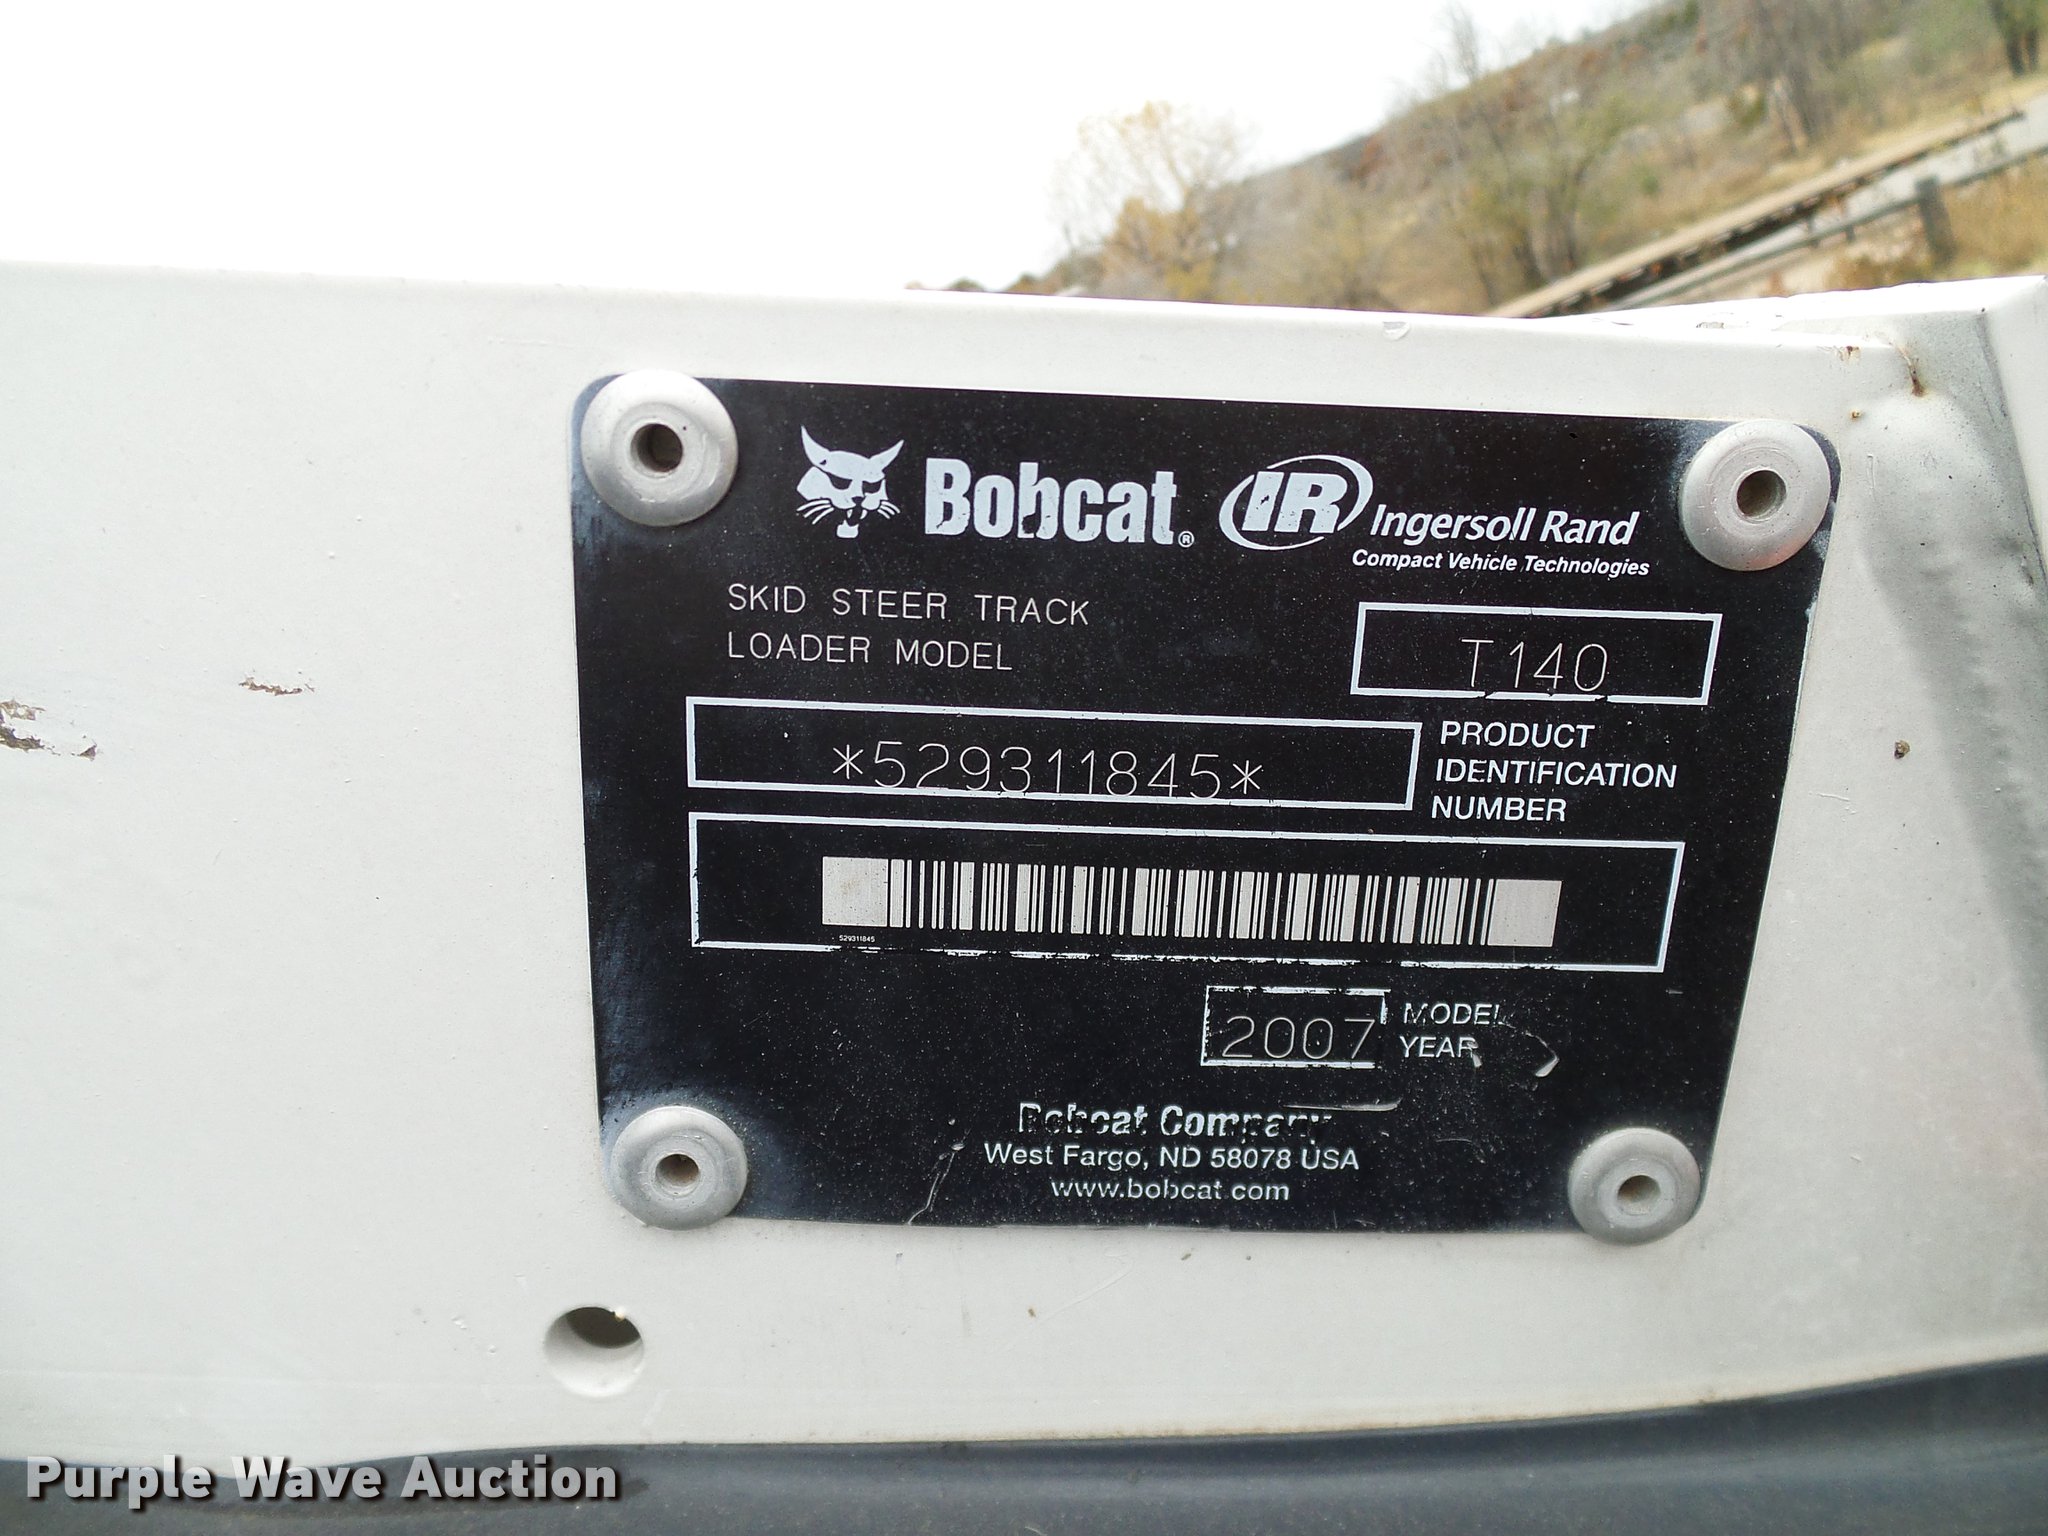 Bobcat® IR Ingersoll Rand
Compact Vehicle Technologies
SKID STEER TRACK
LOADER MODEL
T140
*529311845*
PRODUCT
IDENTIFICATION
NUMBER
529311845
2007
MODEL
YEAR
Bobcat Company
West Fargo, ND 58078 USA
www.bobcat.com
Purple Wave Auction